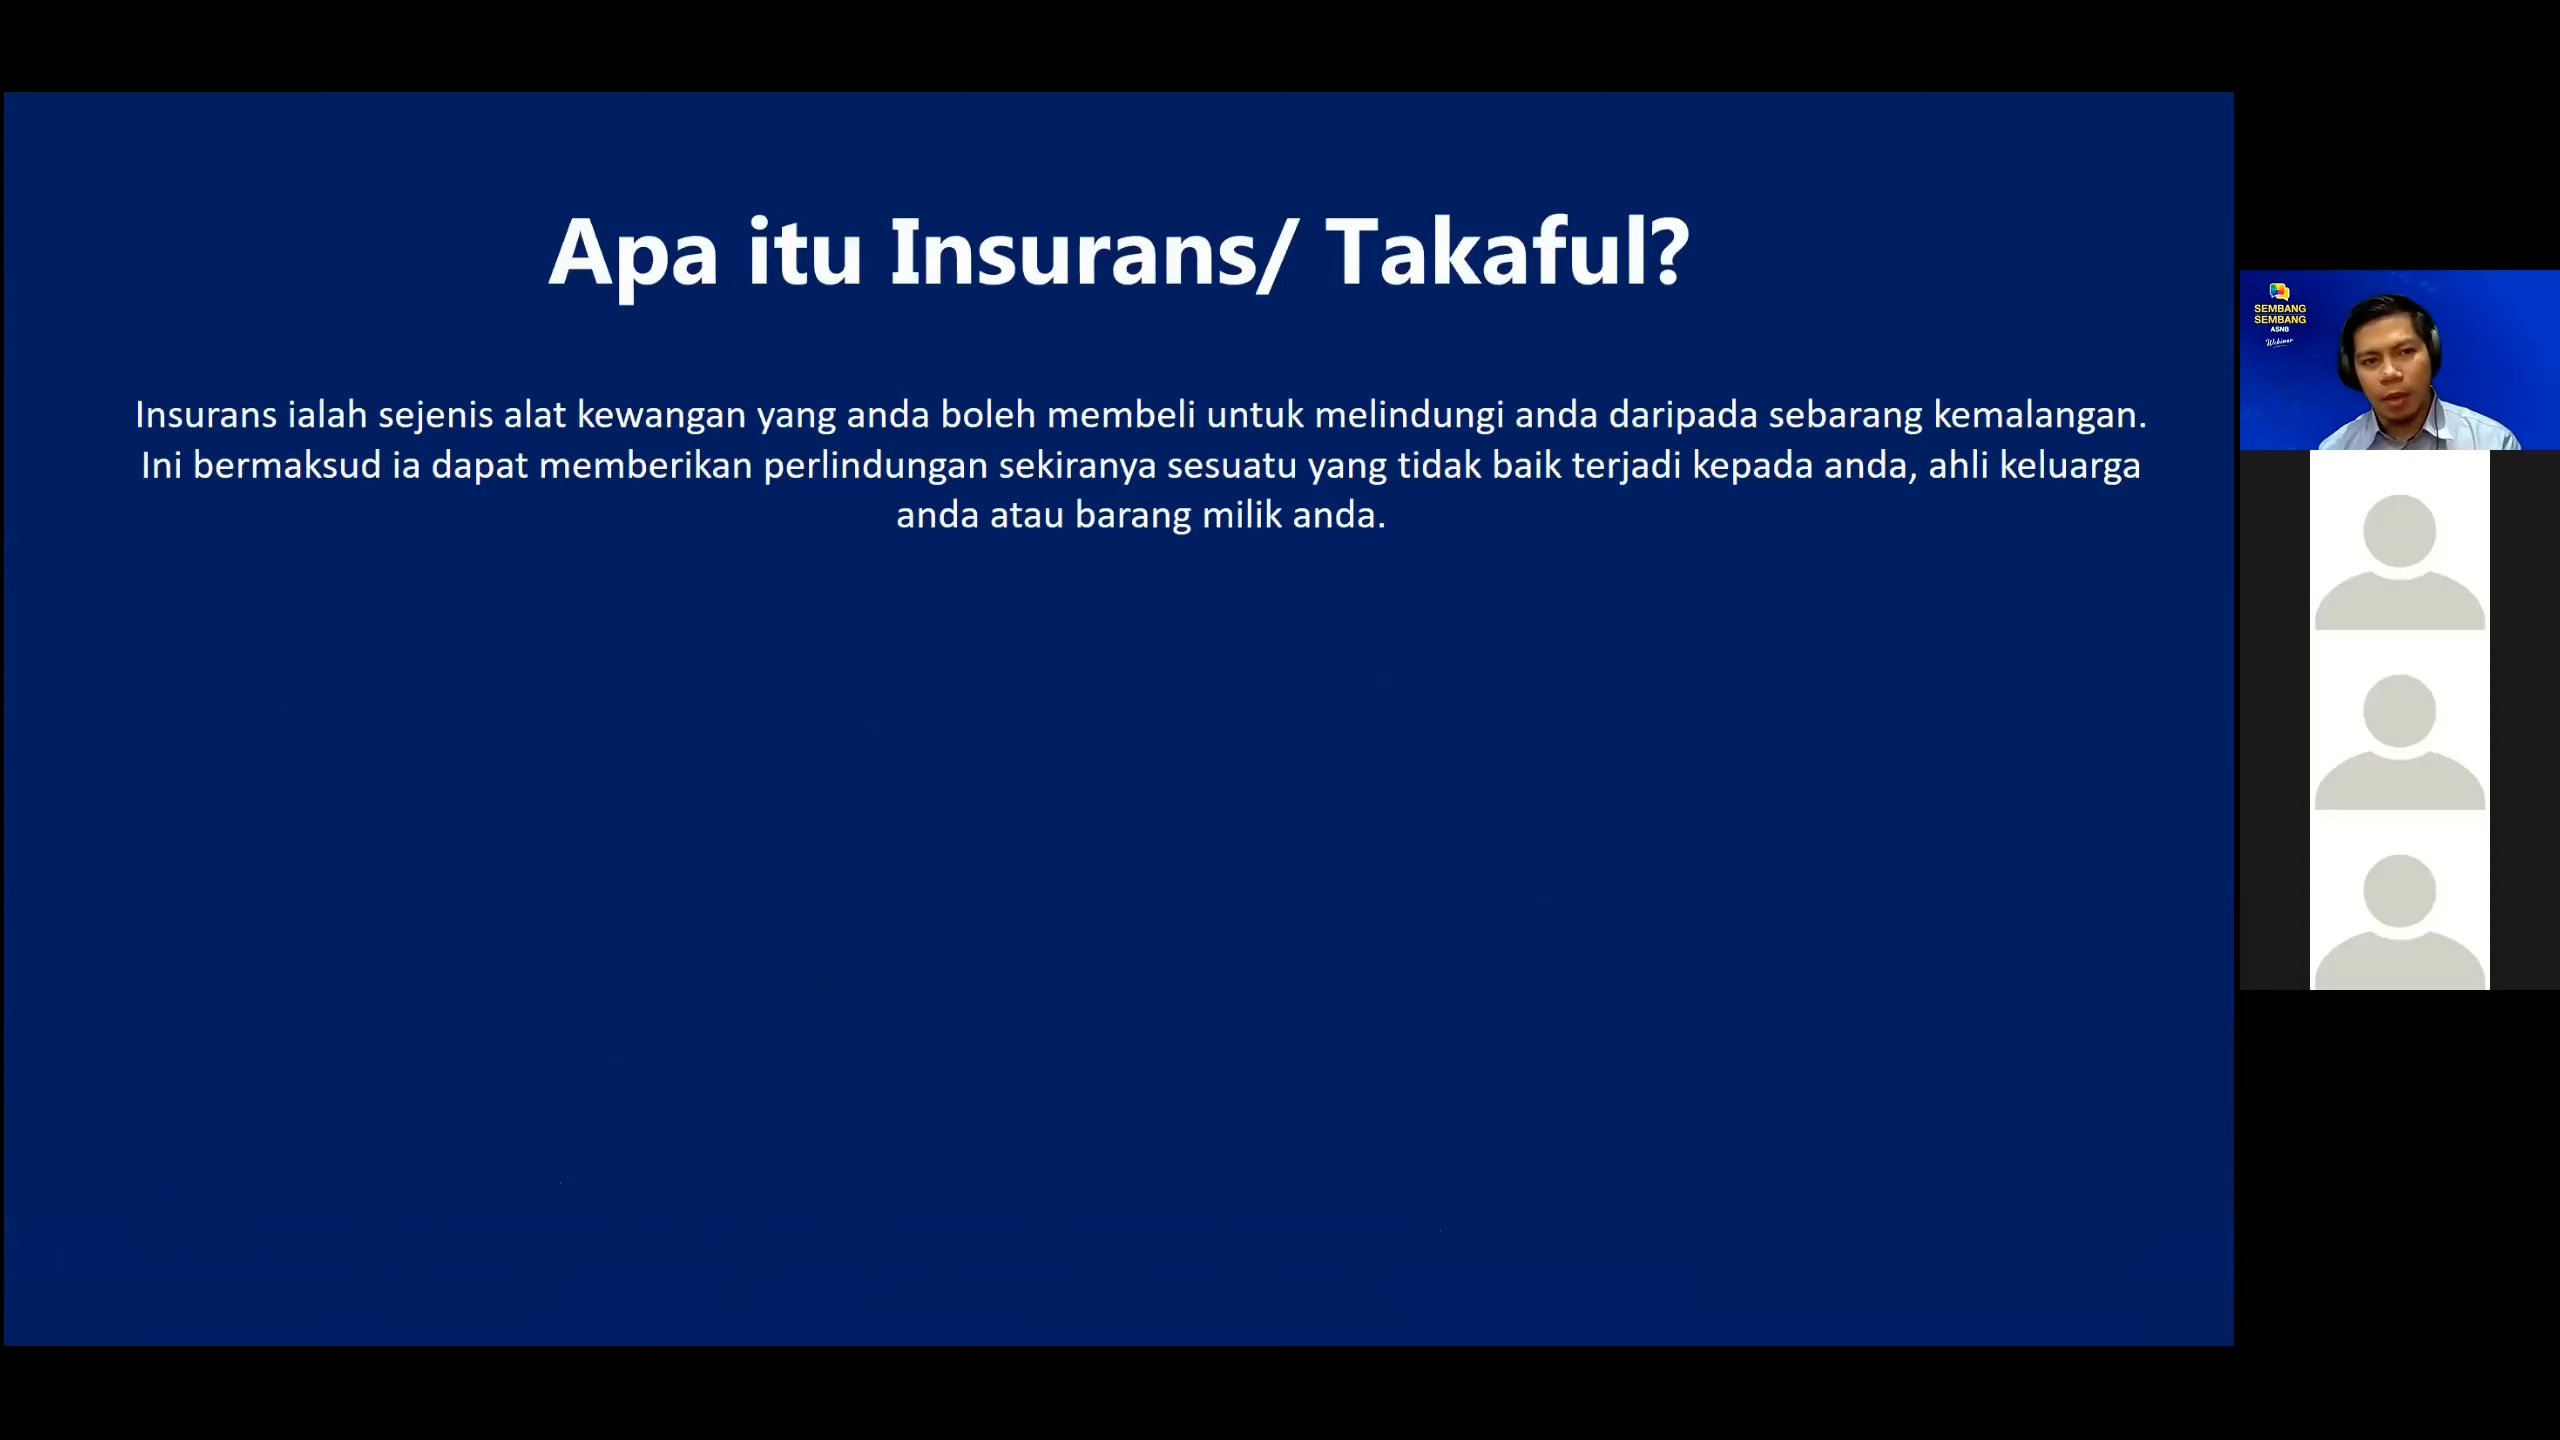 Apa itu Insurans/ Takaful?
Insurans ialah sejenis alat kewangan yang anda boleh membeli untuk melindungi anda daripada sebarang kemalangan.
Ini bermaksud ia dapat memberikan perlindungan sekiranya sesuatu yang tidak baik terjadi kepada anda, ahli keluarga
anda atau barang milik anda.
SEMBANG
SEMBANG
ASNB
Webinar